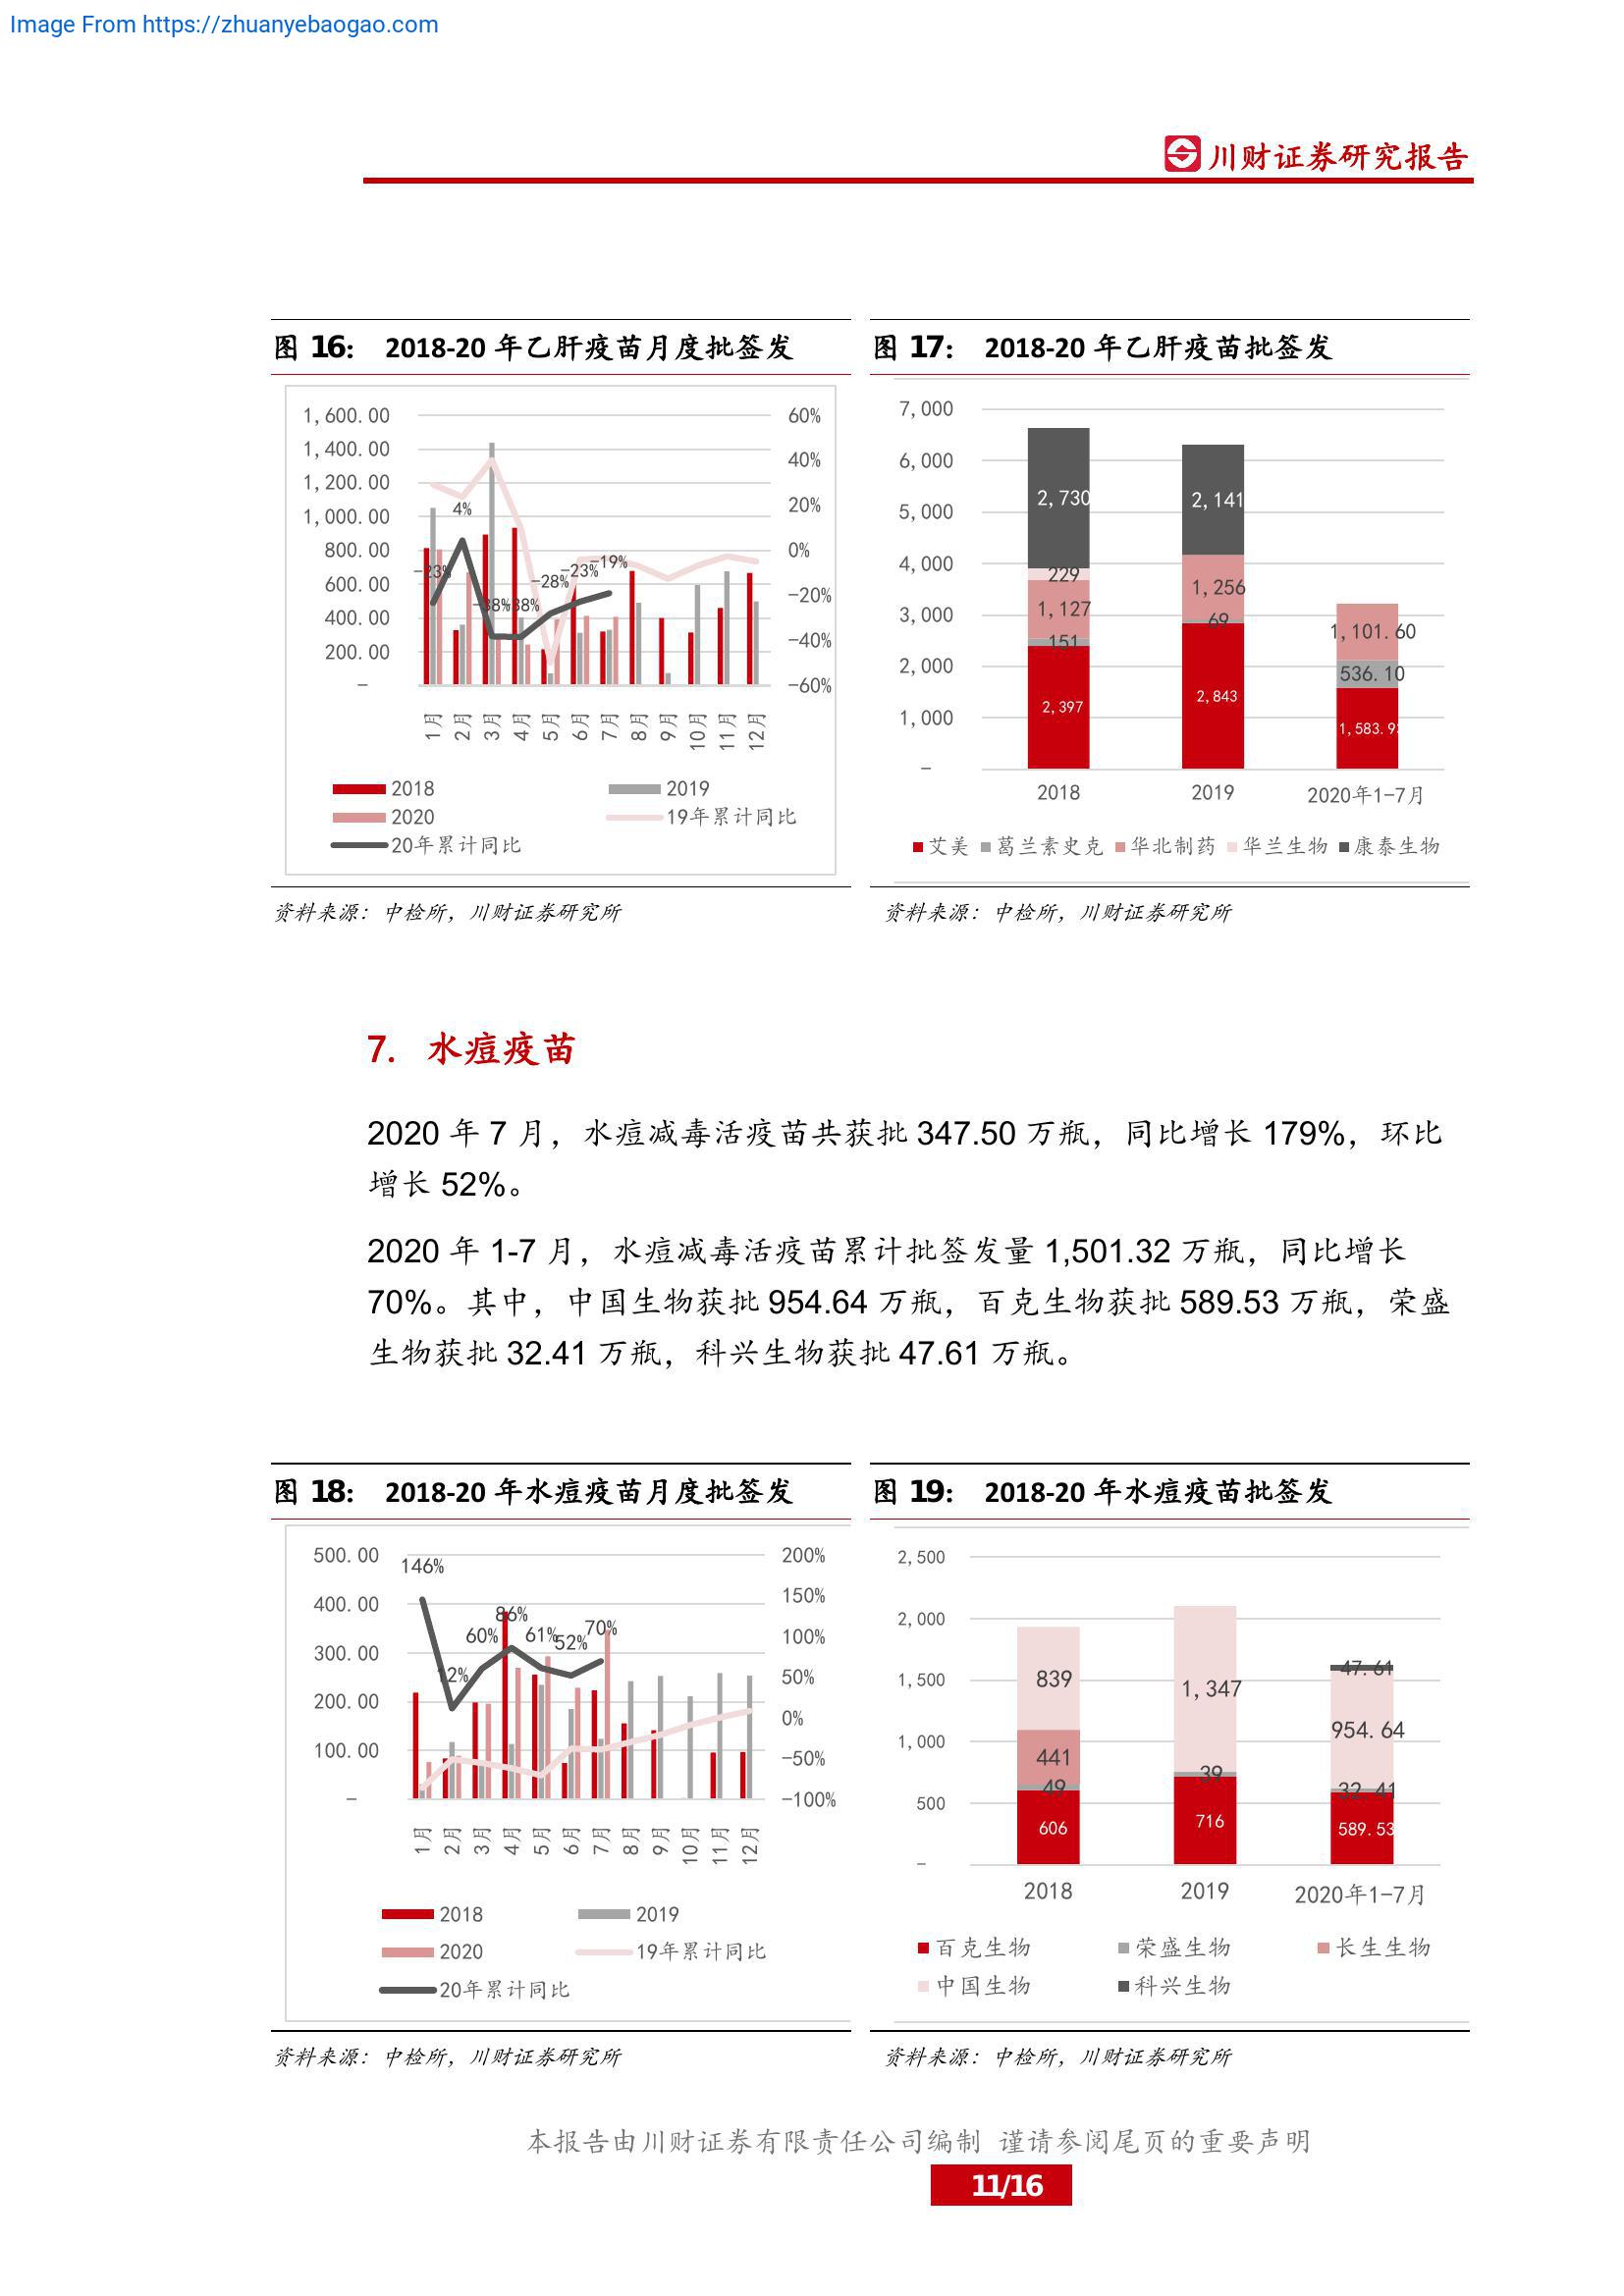 Image From https://zhuanyebaogao.com
川财证券研究报告
图 16： 2018-20 年乙肝疫苗月度批签发
1,600.00
1,400.00
1,200.00
1,000.00
800.00
600.00
400.00
200.00
-
60%
40%
20%
0%
-20%
-40%
-60%
-23%
4%
-38%
-38%
-28%
-23%
-19%
1月
2月
3月
4月
5月
6月
7月
8月
9月
10月
11月
12月
2018
2019
2020
19年累计同比
20年累计同比
资料来源：中检所，川财证券研究所
图 17： 2018-20 年乙肝疫苗批签发
7,000
6,000
5,000
4,000
3,000
2,000
1,000
-
2,730
229
1,127
151
2,397
2,141
1,256
69
2,843
1,101.60
536.10
1,583.9
2018
2019
2020年1-7月
艾美 葛兰素史克 华北制药 华兰生物 康泰生物
资料来源：中检所，川财证券研究所
7. 水痘疫苗
2020 年 7 月，水痘减毒活疫苗共获批 347.50 万瓶，同比增长 179%，环比
增长 52%。
2020 年 1-7 月，水痘减毒活疫苗累计批签发量 1,501.32 万瓶，同比增长
70%。其中，中国生物获批 954.64 万瓶，百克生物获批 589.53 万瓶，荣盛
生物获批 32.41 万瓶，科兴生物获批 47.61 万瓶。
图 18： 2018-20 年水痘疫苗月度批签发
500.00
400.00
300.00
200.00
100.00
-
200%
150%
100%
50%
0%
-50%
-100%
146%
12%
60%
86%
61%
52%
70%
1月
2月
3月
4月
5月
6月
7月
8月
9月
10月
11月
12月
2018
2019
2020
19年累计同比
20年累计同比
资料来源：中检所，川财证券研究所
图 19： 2018-20 年水痘疫苗批签发
2,500
2,000
1,500
1,000
500
-
839
441
49
606
1,347
39
716
47.61
954.64
32.41
589.53
2018
2019
2020年1-7月
百克生物 荣盛生物 长生生物
中国生物 科兴生物
资料来源：中检所，川财证券研究所
本报告由川财证券有限责任公司编制 谨请参阅尾页的重要声明
11/16